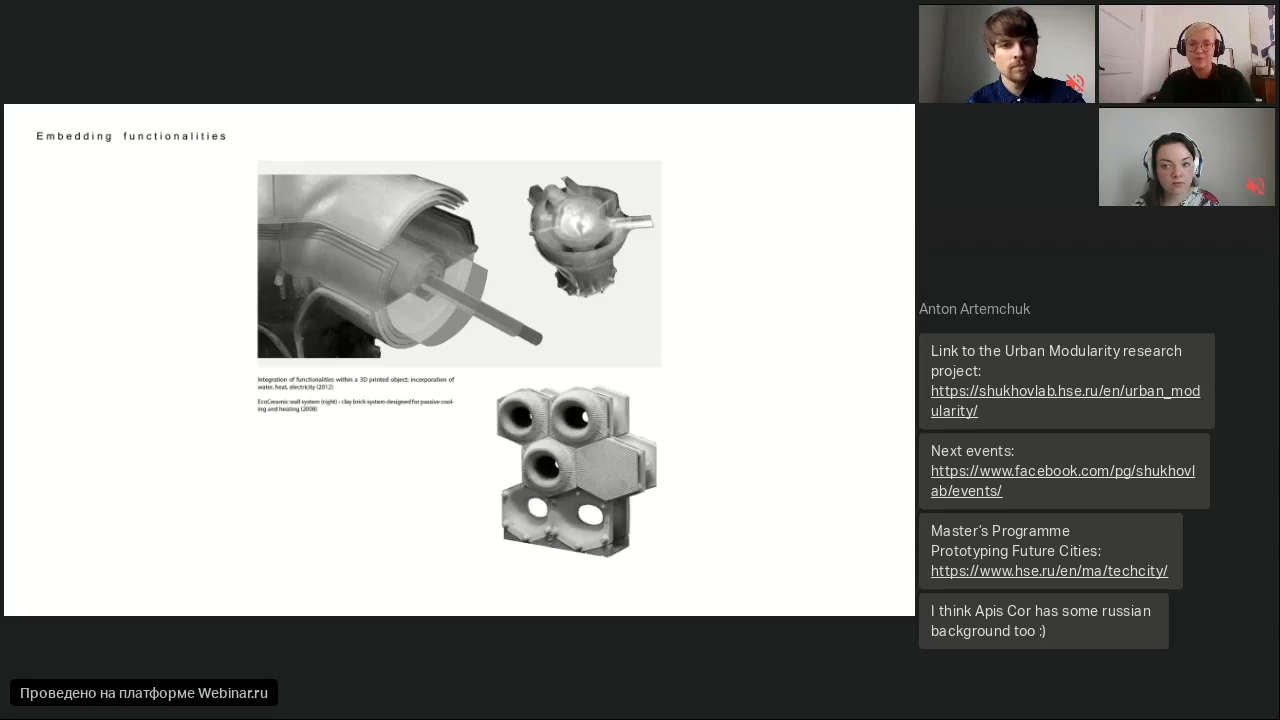 Embedding functionalities
Integration of functionalities within a 3D printed object; incorporation of
water, heat, electricity (2012)
EcoCeramic wall system (right) - clay brick system designed for passive cool-
ing and heating (2008)
Anton Artemchuk
Link to the Urban Modularity research
project:
https://shukhovlab.hse.ru/en/urban_mod
ularity/
Next events:
https://www.facebook.com/pg/shukhovl
ab/events/
Master's Programme
Prototyping Future Cities:
https://www.hse.ru/en/ma/techcity/
I think Apis Cor has some russian
background too :)
Проведено на платформе Webinar.ru